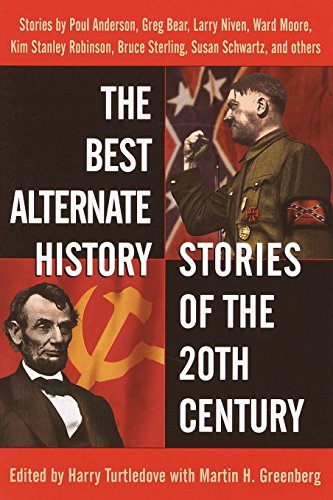 Stories by Poul Anderson, Greg Bear, Larry Niven, Ward Moore,
Kim Stanley Robinson, Bruce Sterling, Susan Schwartz, and others
THE
BEST
ALTERNATE
HISTORY
STORIES
OF THE
20TH
CENTURY
Edited by Harry Turtledove with Martin H. Greenberg